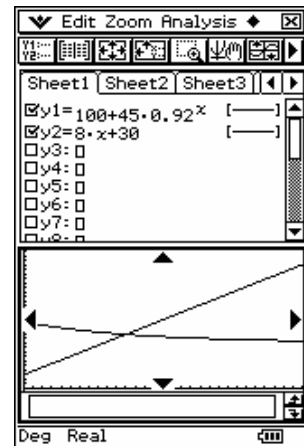 Edit Zoom Analysis
Sheet1 Sheet2 Sheet3
y1=100+45·0.92^x [—]
y2=8·x+30 [—]
y3:
y4:
y5:
y6:
y7:
Deg Real